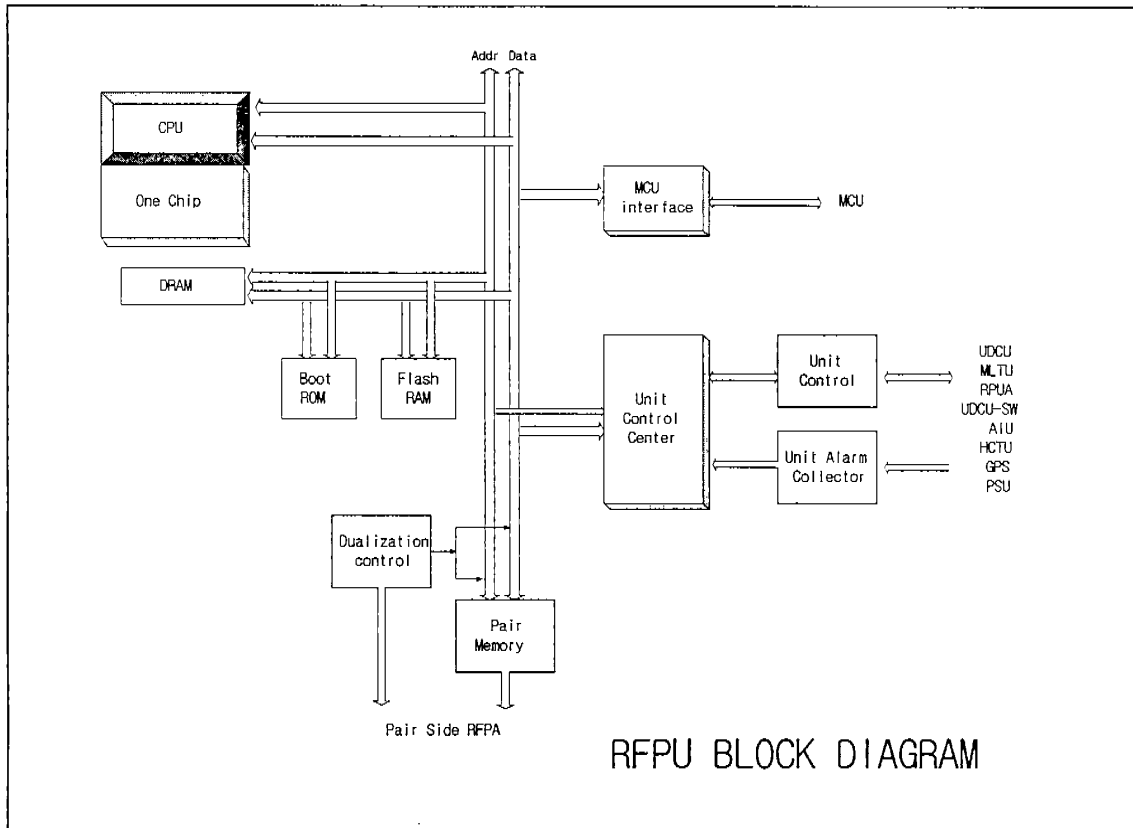 Addr Data
CPU
One Chip
MCU
interface
MCU
DRAM
Boot
ROM
Flash
RAM
Unit
Control
Center
Unit
Control
Unit Alarm
Collector
UDCU
MLTU
RPUA
UDCU-SW
AIU
HCTU
GPS
PSU
Dualization
control
Pair
Memory
Pair Side RFPA
RFPU BLOCK DIAGRAM